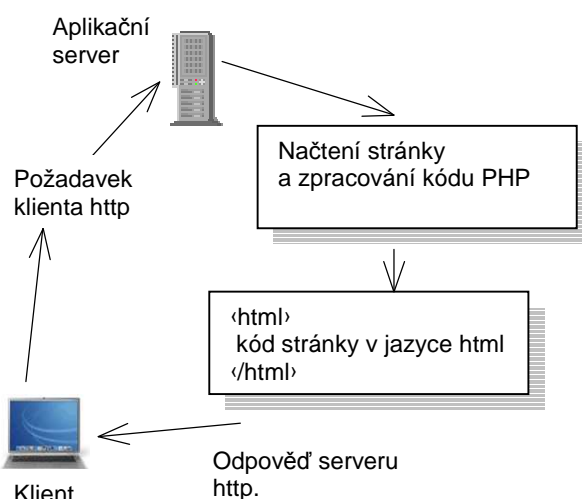 Aplikační
server
Načtení stránky
a zpracování kódu PHP
Požadavek
klienta http
‹html›
kód stránky v jazyce html
‹/html›
Odpověď serveru
http.
Klient